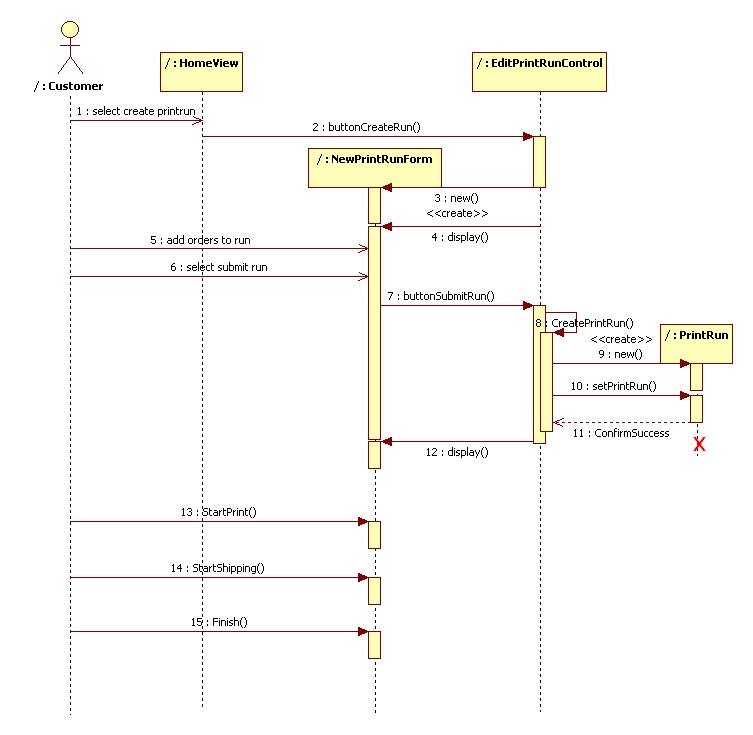 / : Customer
/ : HomeView
/ : EditPrintRunControl
1 : select create printrun
2 : buttonCreateRun()
/ : NewPrintRunForm
3 : new()
<<create>>
4 : display()
5 : add orders to run
6 : select submit run
7 : buttonSubmitRun()
8 : CreatePrintRun()
/ : PrintRun
<<create>>
9 : new()
10 : setPrintRun()
11 : ConfirmSuccess
X
12 : display()
13 : StartPrint()
14 : StartShipping()
15 : Finish()